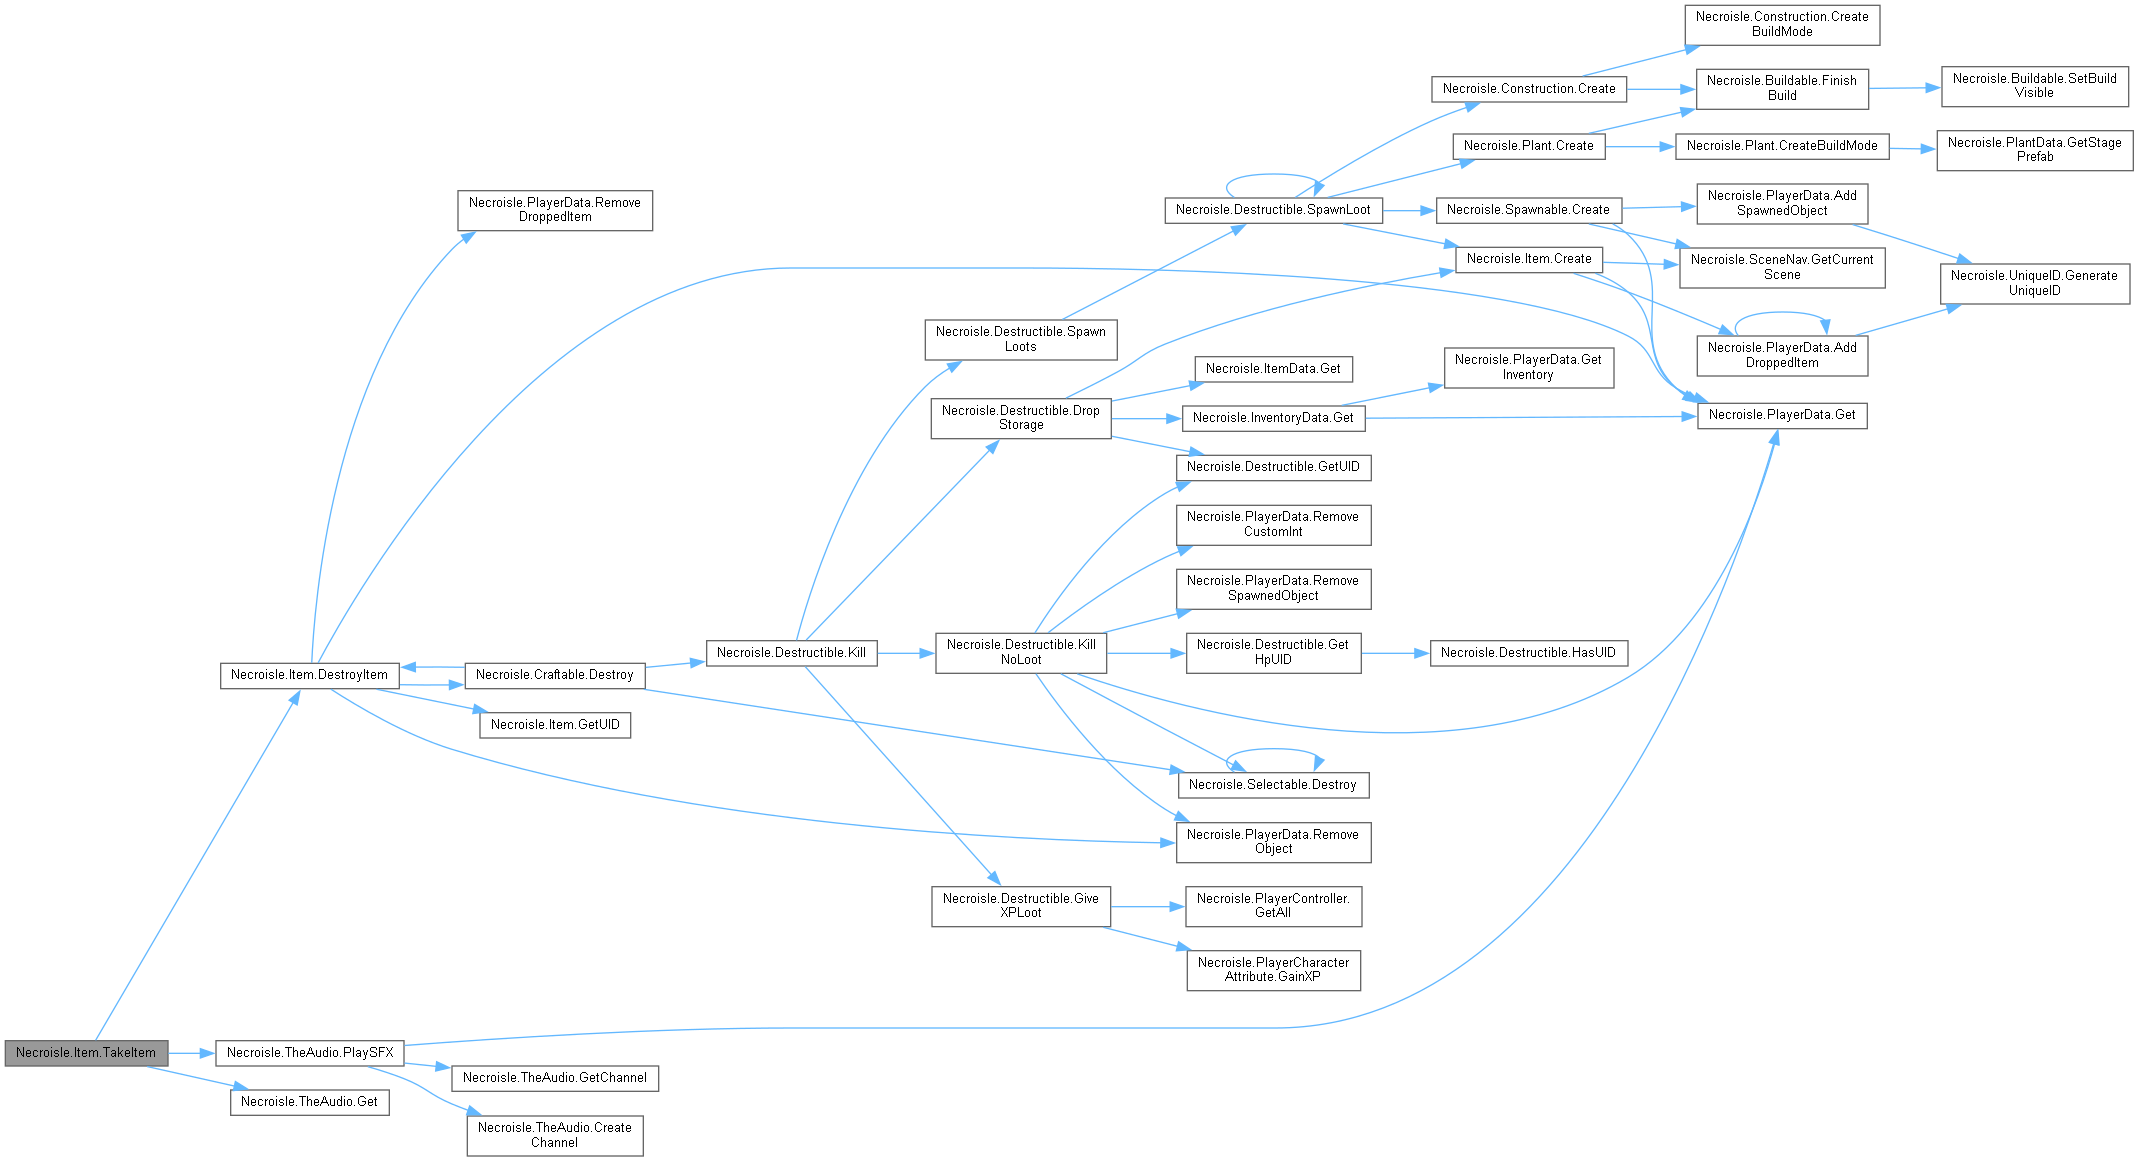 Necroisle.Construction.Create
BuildMode
Necroisle.Construction.Create
Necroisle.Buildable.Finish
Build
Necroisle.Buildable.SetBuild
Visible
Necroisle.Plant.Create
Necroisle.Plant.CreateBuildMode
Necroisle.PlantData.GetStage
Prefab
Necroisle.PlayerData.Remove
DroppedItem
Necroisle.Destructible.SpawnLoot
Necroisle.Spawnable.Create
Necroisle.PlayerData.Add
SpawnedObject
Necroisle.Item.Create
Necroisle.SceneNav.GetCurrent
Scene
Necroisle.UniqueID.Generate
UniqueID
Necroisle.Destructible.Spawn
Loots
Necroisle.PlayerData.Add
DroppedItem
Necroisle.ItemData.Get
Necroisle.PlayerData.Get
Inventory
Necroisle.Destructible.Drop
Storage
Necroisle.InventoryData.Get
Necroisle.PlayerData.Get
Necroisle.Destructible.GetUID
Necroisle.PlayerData.Remove
CustomInt
Necroisle.PlayerData.Remove
SpawnedObject
Necroisle.Destructible.Kill
Necroisle.Destructible.Kill
NoLoot
Necroisle.Destructible.Get
HpUID
Necroisle.Destructible.HasUID
Necroisle.Item.DestroyItem
Necroisle.Craftable.Destroy
Necroisle.Item.GetUID
Necroisle.Selectable.Destroy
Necroisle.PlayerData.Remove
Object
Necroisle.Destructible.Give
XPLoot
Necroisle.PlayerController.
GetAll
Necroisle.PlayerCharacter
Attribute.GainXP
Necroisle.Item.TakeItem
Necroisle.TheAudio.PlaySFX
Necroisle.TheAudio.GetChannel
Necroisle.TheAudio.Get
Necroisle.TheAudio.Create
Channel